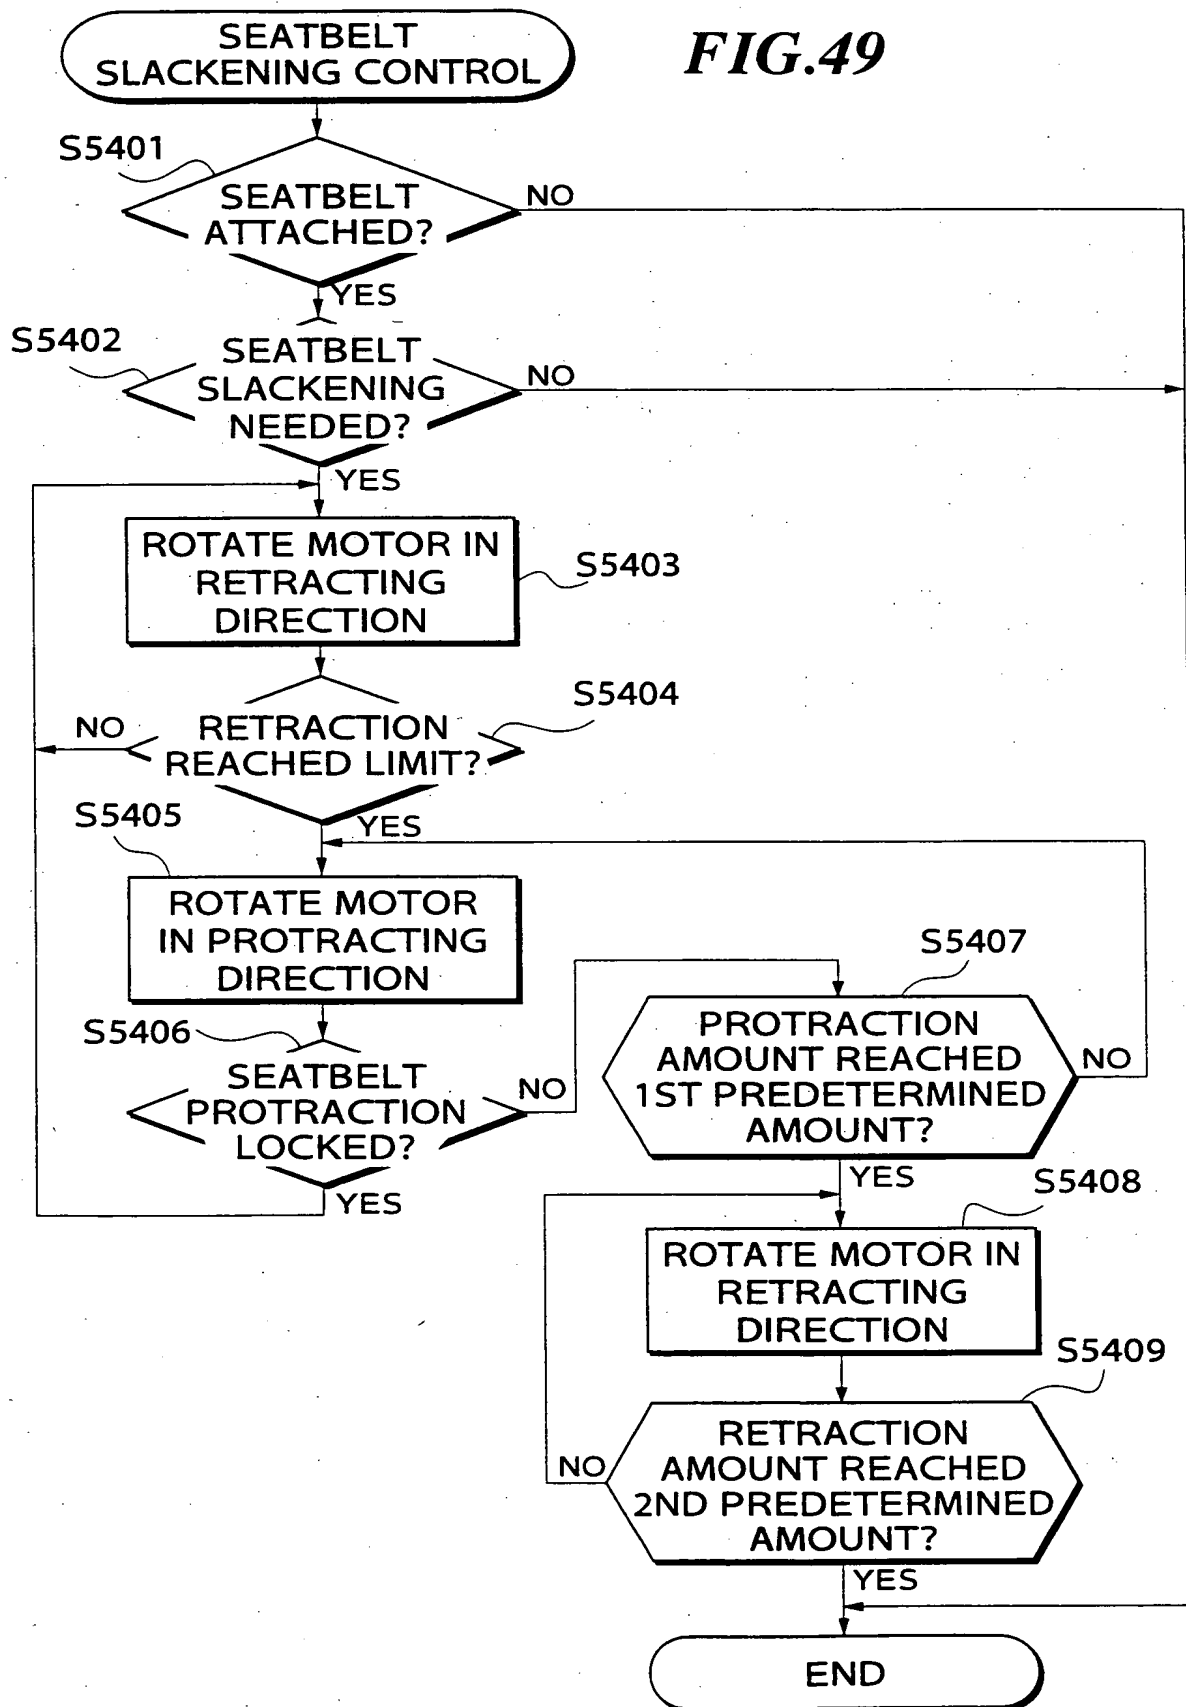 SEATBELT
SLACKENING CONTROL
FIG.49
S5401
SEATBELT
ATTACHED?
NO
YES
S5402
SEATBELT
SLACKENING
NEEDED?
NO
YES
ROTATE MOTOR IN
RETRACTING
DIRECTION
S5403
S5404
NO
RETRACTION
REACHED LIMIT?
YES
S5405
ROTATE MOTOR
IN PROTRACTING
DIRECTION
S5406
SEATBELT
PROTRACTION
LOCKED?
NO
YES
S5407
PROTRACTION
AMOUNT REACHED
1ST PREDETERMINED
AMOUNT?
NO
YES
S5408
ROTATE MOTOR IN
RETRACTING
DIRECTION
S5409
RETRACTION
AMOUNT REACHED
2ND PREDETERMINED
AMOUNT?
NO
YES
END